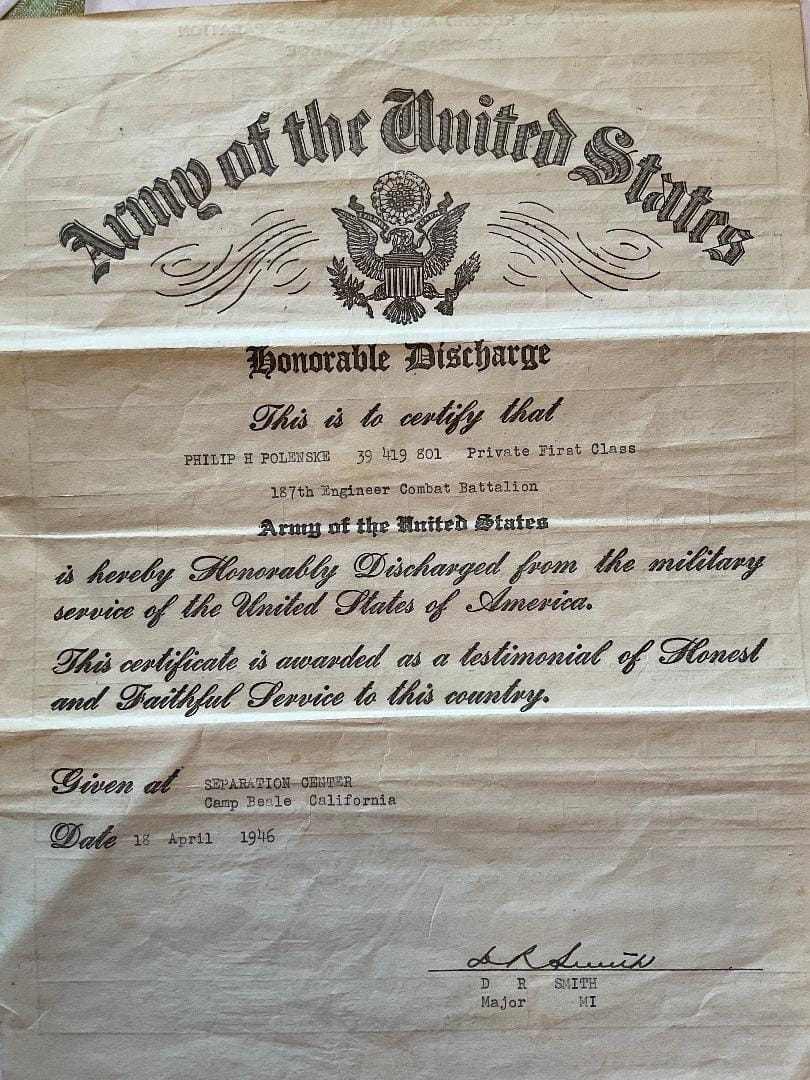 Army of the United States
Honorable Discharge
This is to certify that
PHILIP H POLENSKE 39 419 801 Private First Class
187th Engineer Combat Battalion
Army of the United States
is hereby Honorably Discharged from the military
service of the United States of America.
This certificate is awarded as a testimonial of Honest
and Faithful Service to this country.
Given at SEPARATION CENTER
Camp Beale California
Date 18 April 1946
D R Smith
D R SMITH
Major MI